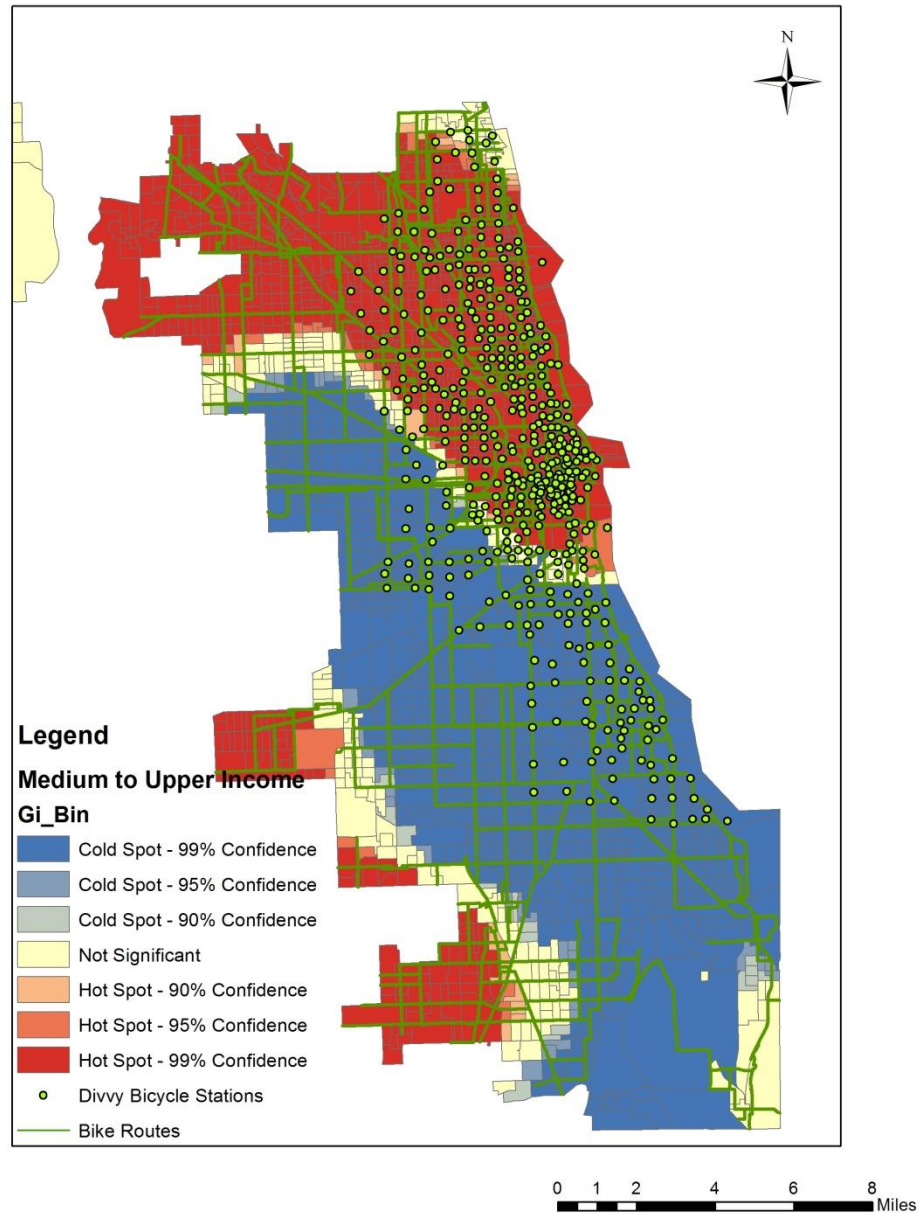 N
Legend
Medium to Upper Income
Gi_Bin
Cold Spot - 99% Confidence
Cold Spot - 95% Confidence
Cold Spot - 90% Confidence
Not Significant
Hot Spot - 90% Confidence
Hot Spot - 95% Confidence
Hot Spot - 99% Confidence
Divvy Bicycle Stations
Bike Routes
0 1 2 4 6 8
Miles